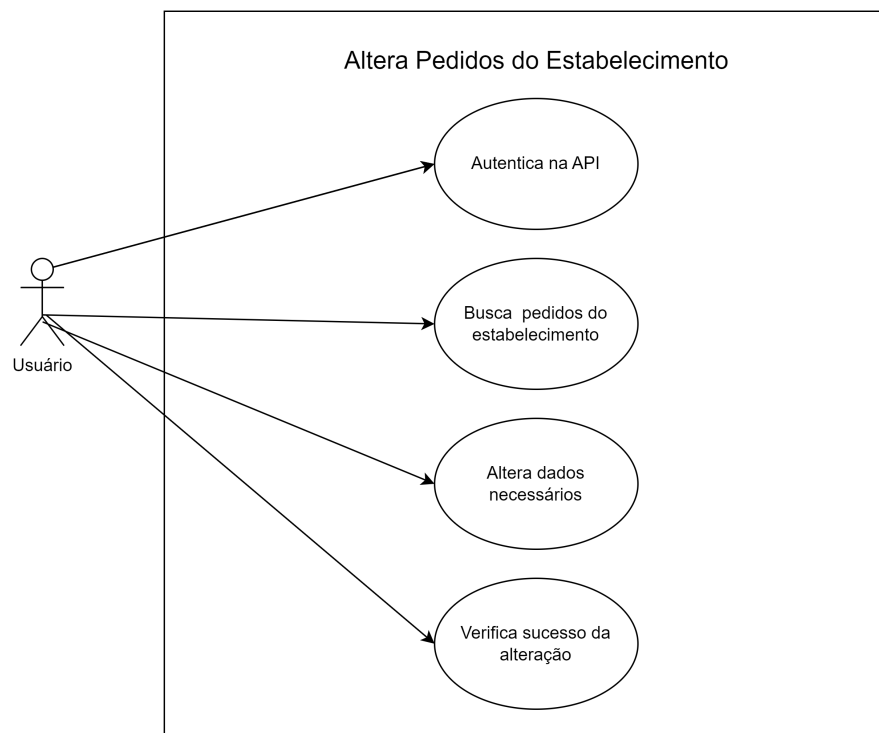 Altera Pedidos do Estabelecimento
Autentica na API
Busca  pedidos do
estabelecimento
Usuário
Altera dados
necessários
Verifica sucesso da
alteração